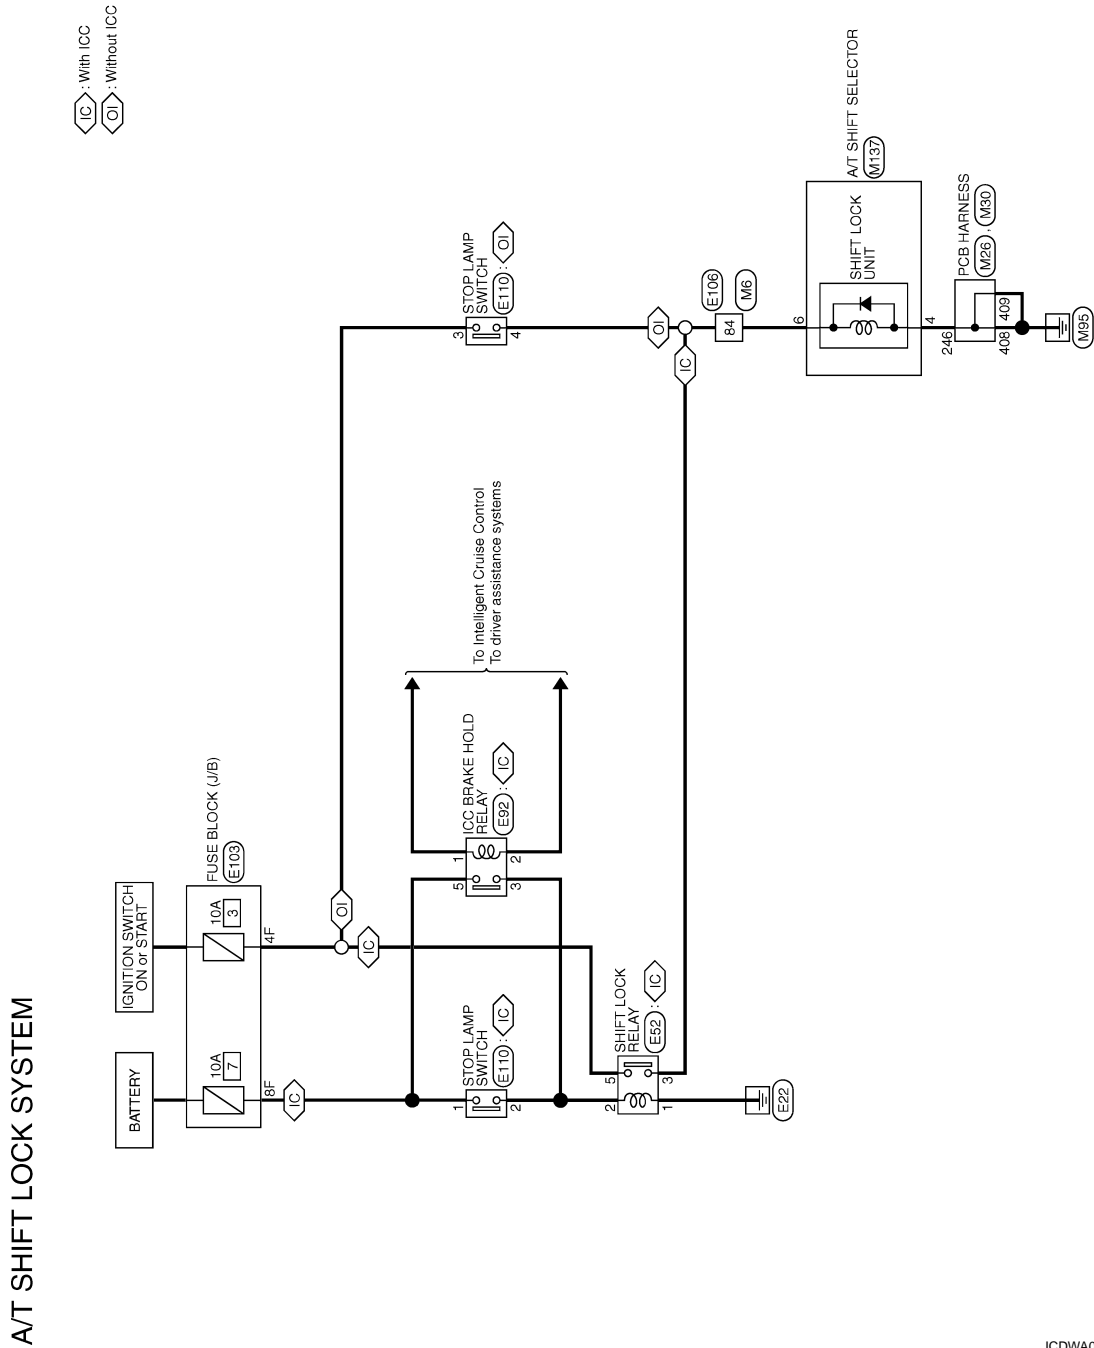 A/T SHIFT LOCK SYSTEM
IC : With ICC
OI : Without ICC
BATTERY
IGNITION SWITCH
ON or START
10A
7
10A
3
FUSE BLOCK (J/B)
E103
8F
4F
IC
OI
IC
1
STOP LAMP
SWITCH
E110 : IC
2
5
1
ICC BRAKE HOLD
RELAY
E92 : IC
3
2
To Intelligent Cruise Control
To driver assistance systems
3
STOP LAMP
SWITCH
E110 : OI
4
2
5
SHIFT LOCK
RELAY
E52 : IC
1
3
E22
OI
IC
84
E106
M6
6
A/T SHIFT SELECTOR
M137
SHIFT LOCK
UNIT
4
246
PCB HARNESS
M26 , M30
408
409
M95